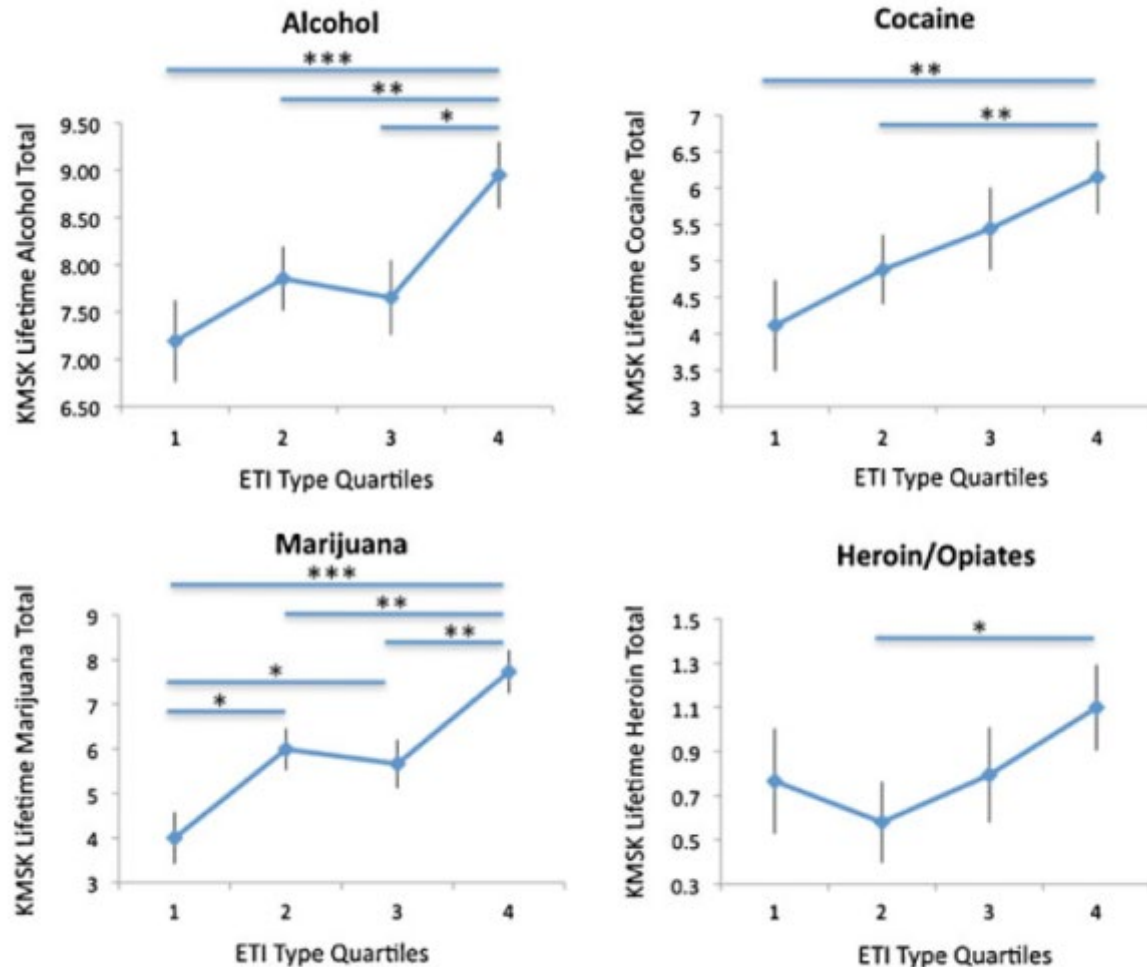 Alcohol
***
**
*
KMSK Lifetime Alcohol Total
9.50
9.00
8.50
8.00
7.50
7.00
6.50
1 2 3 4
ETI Type Quartiles
Cocaine
**
**
KMSK Lifetime Cocaine Total
7
6.5
6
5.5
5
4.5
4
3.5
3
1 2 3 4
ETI Type Quartiles
Marijuana
***
**
**
*
*
KMSK Lifetime Marijuana Total
9
8
7
6
5
4
3
1 2 3 4
ETI Type Quartiles
Heroin/Opiates
*
KMSK Lifetime Heroin Total
1.5
1.3
1.1
0.9
0.7
0.5
0.3
1 2 3 4
ETI Type Quartiles